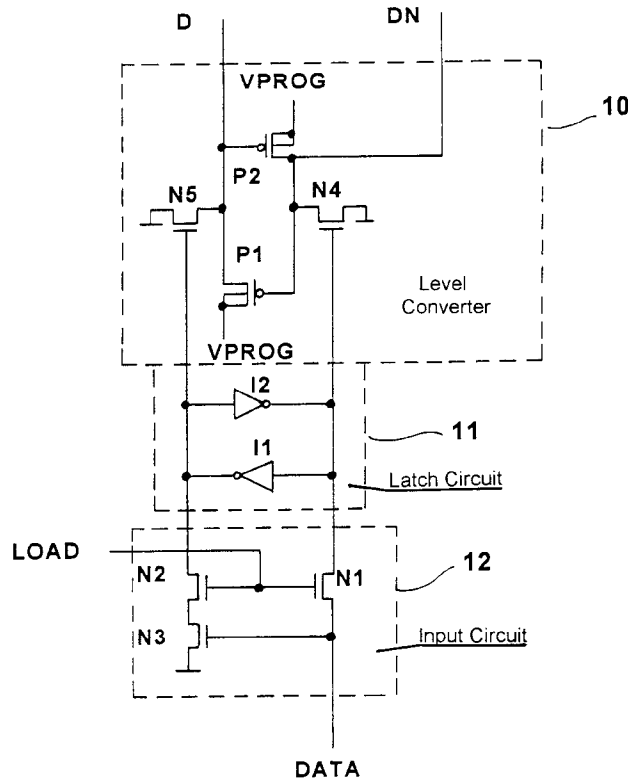 D
DN
VPROG
10
P2
N5
N4
P1
Level
Converter
VPROG
I2
11
I1
Latch Circuit
LOAD
12
N2
N1
N3
Input Circuit
DATA